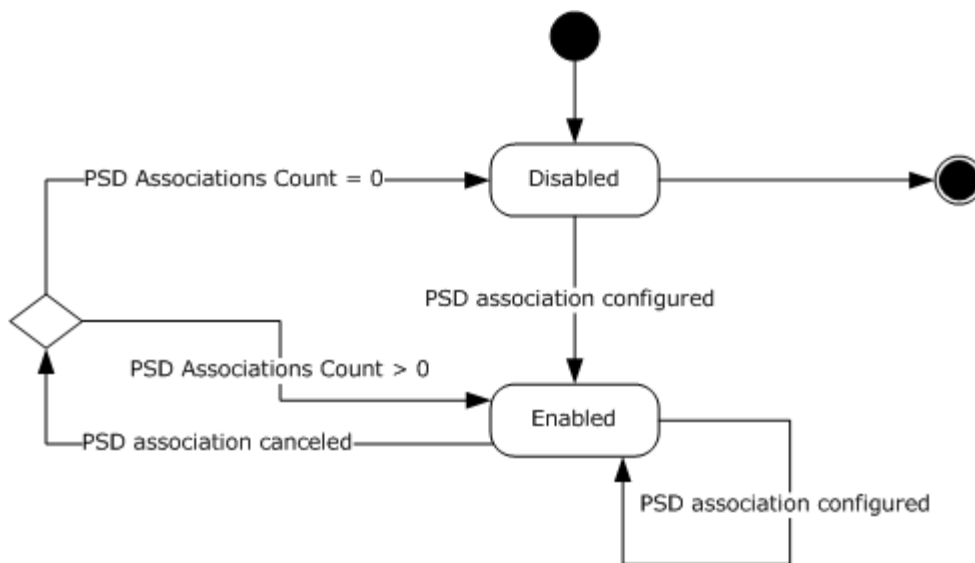 PSD Associations Count = 0
Disabled
PSD association configured
PSD Associations Count > 0
Enabled
PSD association canceled
PSD association configured